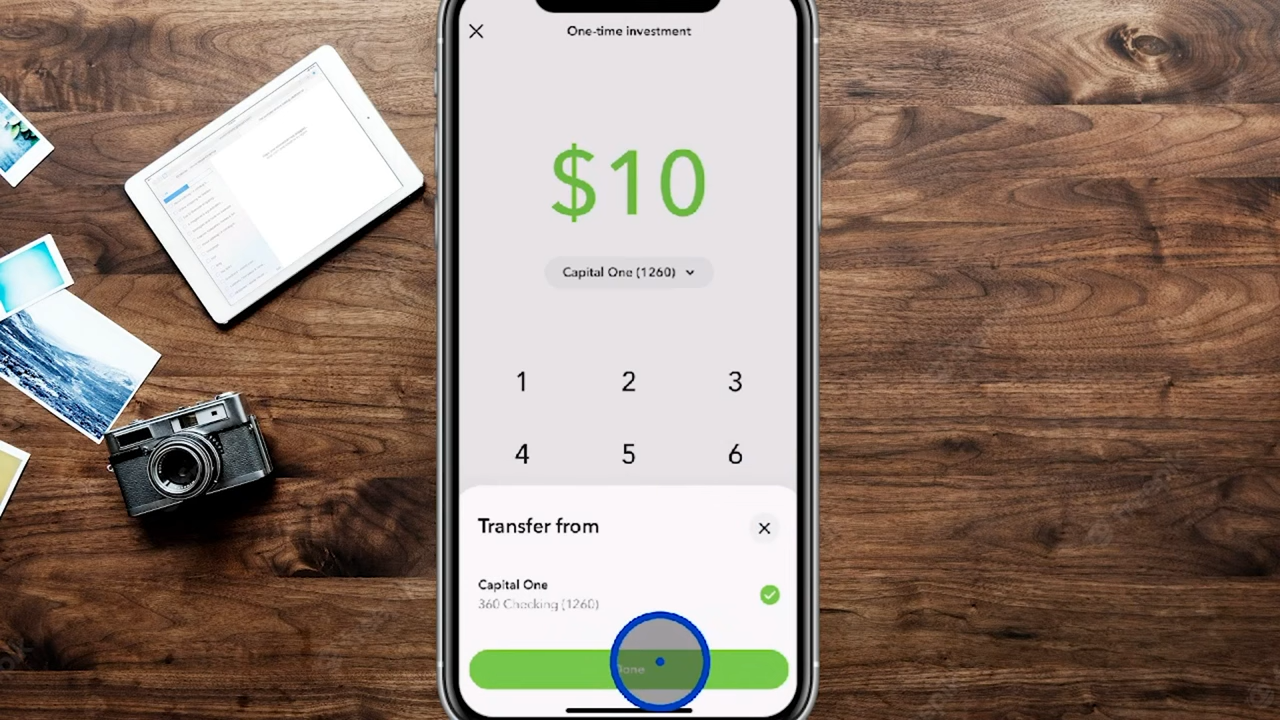 One-time investment
$10
Capital One (1260)
1 2 3
4 5 6
Transfer from
Capital One
360 Checking (1260)
Done